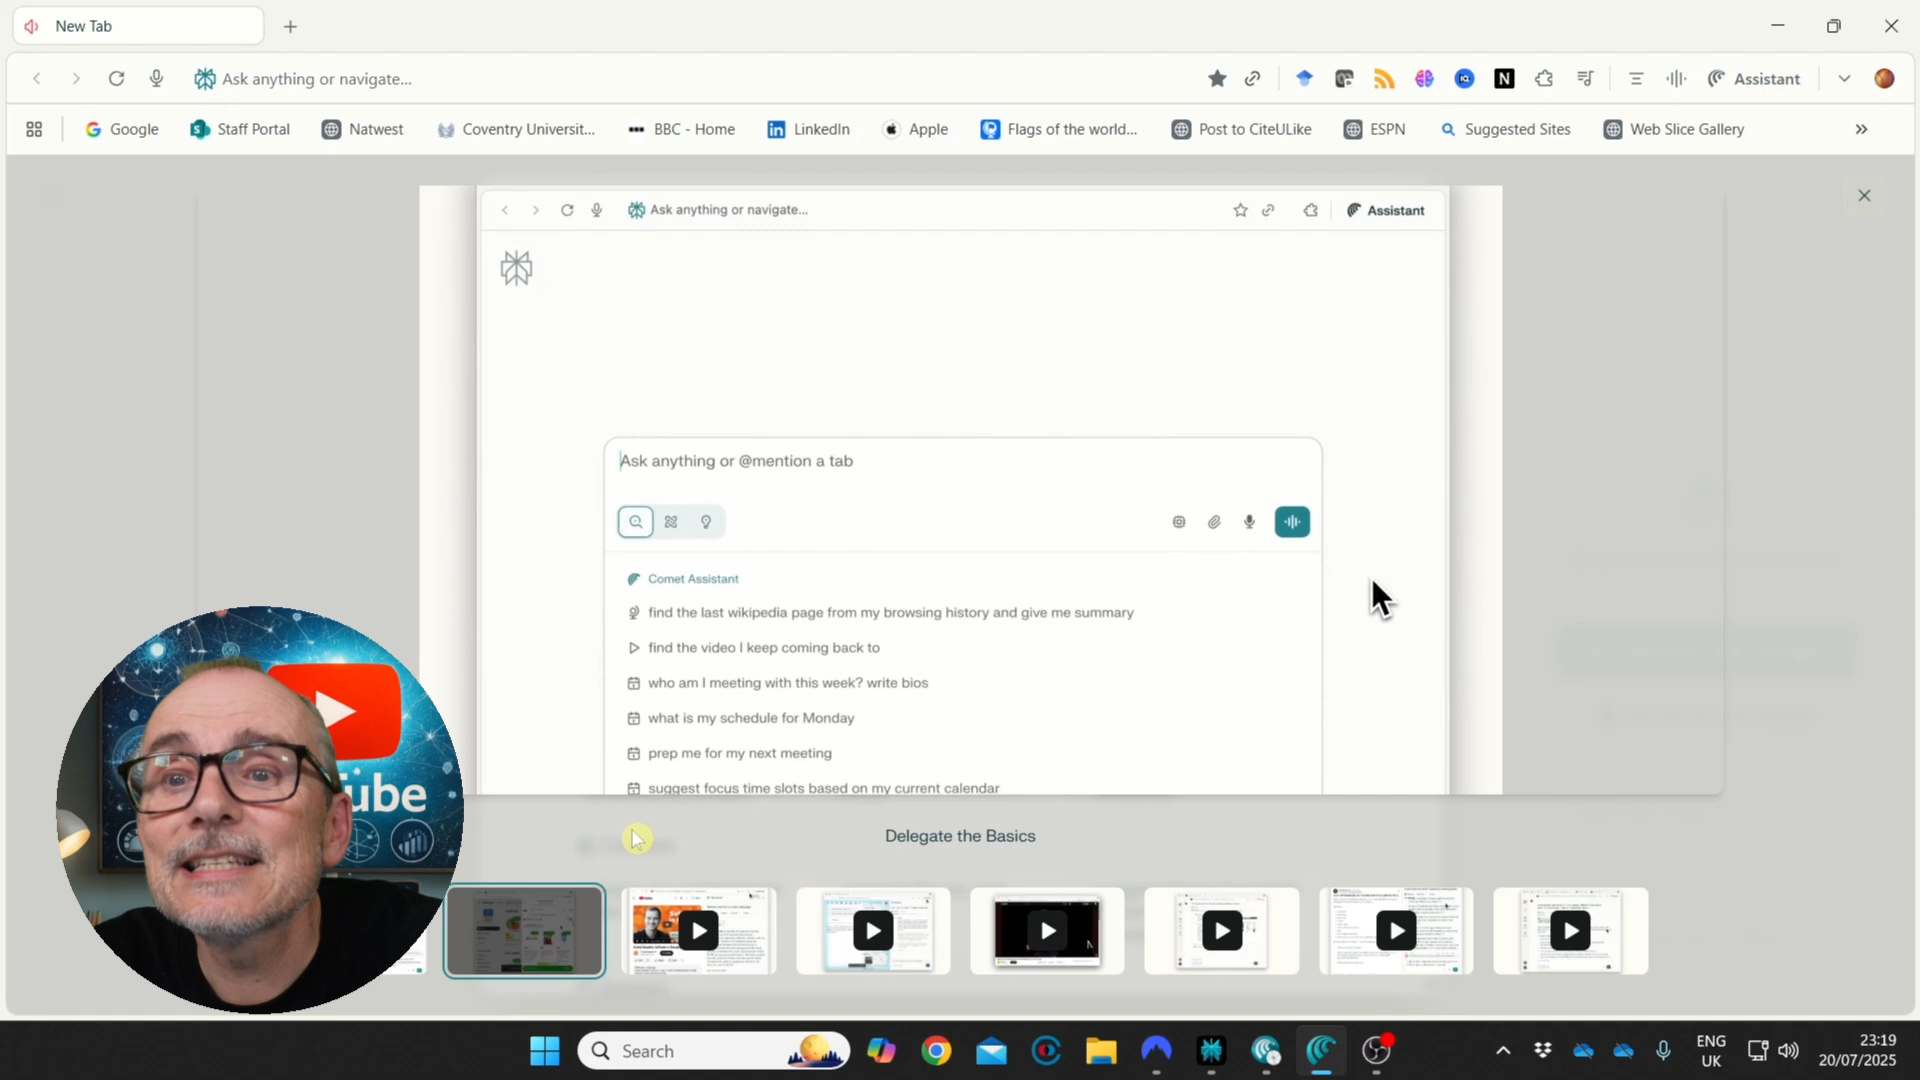 New Tab
Ask anything or navigate...
Assistant
Google
Staff Portal
Natwest
Coventry Universit...
BBC - Home
LinkedIn
Apple
Flags of the world...
Post to CiteULike
ESPN
Suggested Sites
Web Slice Gallery
Ask anything or navigate...
Assistant
Ask anything or @mention a tab
Comet Assistant
find the last wikipedia page from my browsing history and give me summary
find the video I keep coming back to
who am I meeting with this week? write bios
what is my schedule for Monday
prep me for my next meeting
suggest focus time slots based on my current calendar
ube
Delegate the Basics
Search
ENG
UK
23:19
20/07/2025